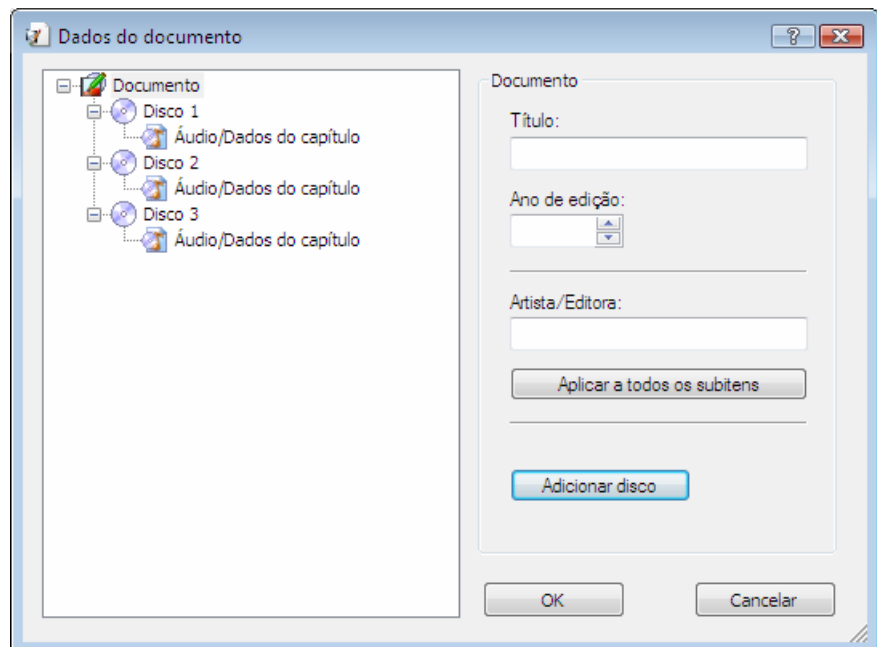 Dados do documento
Documento
Disco 1
Áudio/Dados do capítulo
Disco 2
Áudio/Dados do capítulo
Disco 3
Áudio/Dados do capítulo
Documento
Título:
Ano de edição:
Artista/Editora:
Aplicar a todos os subitens
Adicionar disco
OK
Cancelar